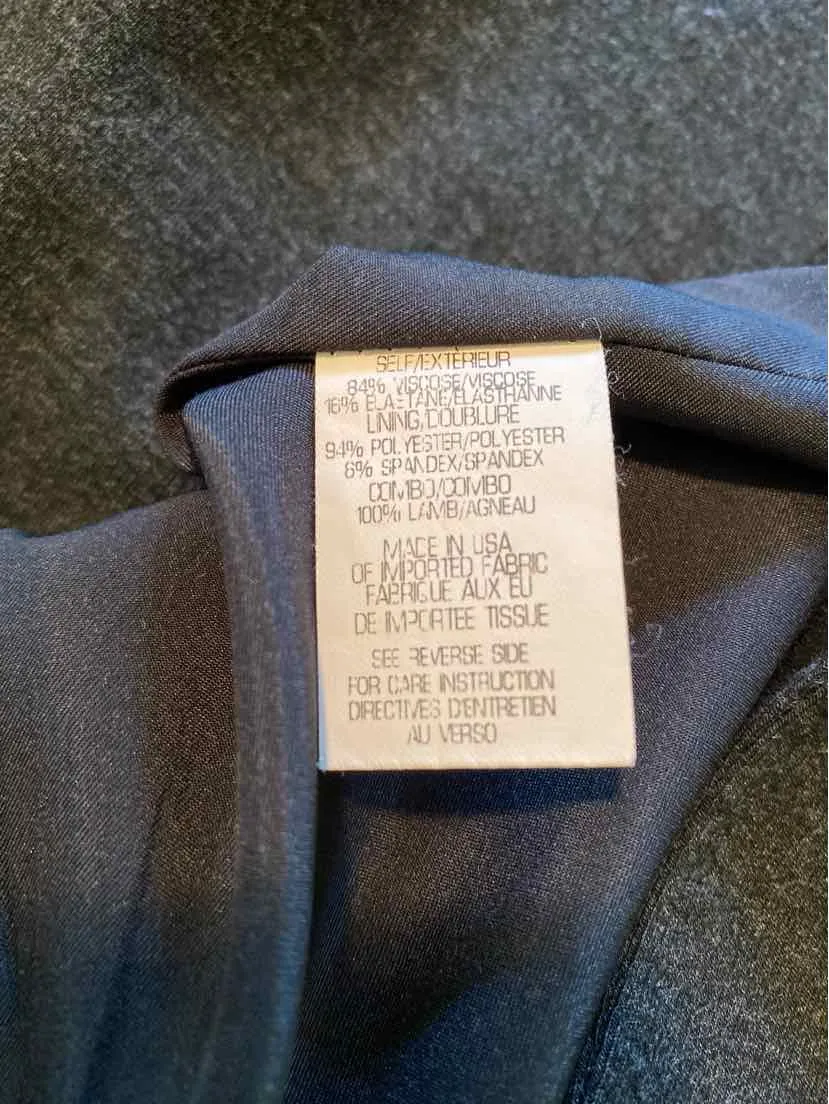 SELF/EXTÉRIEUR
84% VISCOSE/VISCOSE
16% ELASTANE/ELASTHANNE
LINING/DOUBLURE
94% POLYESTER/POLYESTER
6% SPANDEX/SPANDEX
COMBO/COMBO
100% LAMB/AGNEAU
MADE IN USA
OF IMPORTED FABRIC
FABRIQUE AUX EU
DE IMPORTEE TISSUE
SEE REVERSE SIDE
FOR CARE INSTRUCTION
DIRECTIVES D'ENTRETIEN
AU VERSO